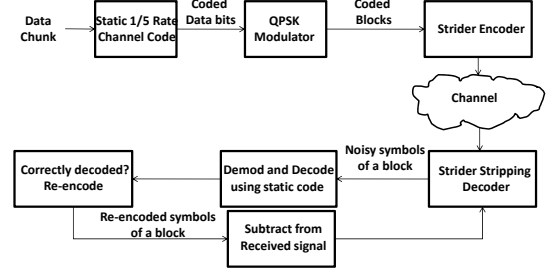 Data
Chunk
Static 1/5 Rate
Channel Code
Coded
Data bits
QPSK
Modulator
Coded
Blocks
Strider Encoder
Channel
Noisy symbols
of a block
Strider Stripping
Decoder
Demod and Decode
using static code
Correctly decoded?
Re-encode
Re-encoded symbols
of a block
Subtract from
Received signal